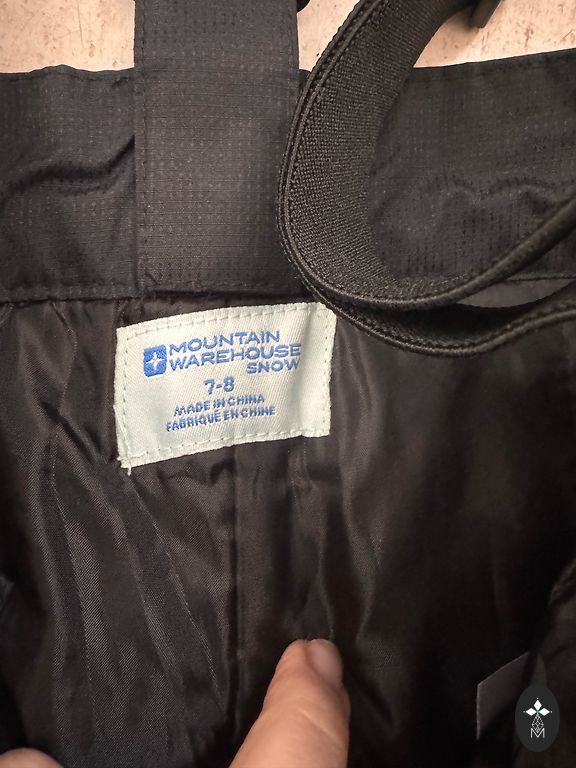 MOUNTAIN
WAREHOUSE
SNOW
7-8
MADE IN CHINA
FABRIQUÉ EN CHINE
M